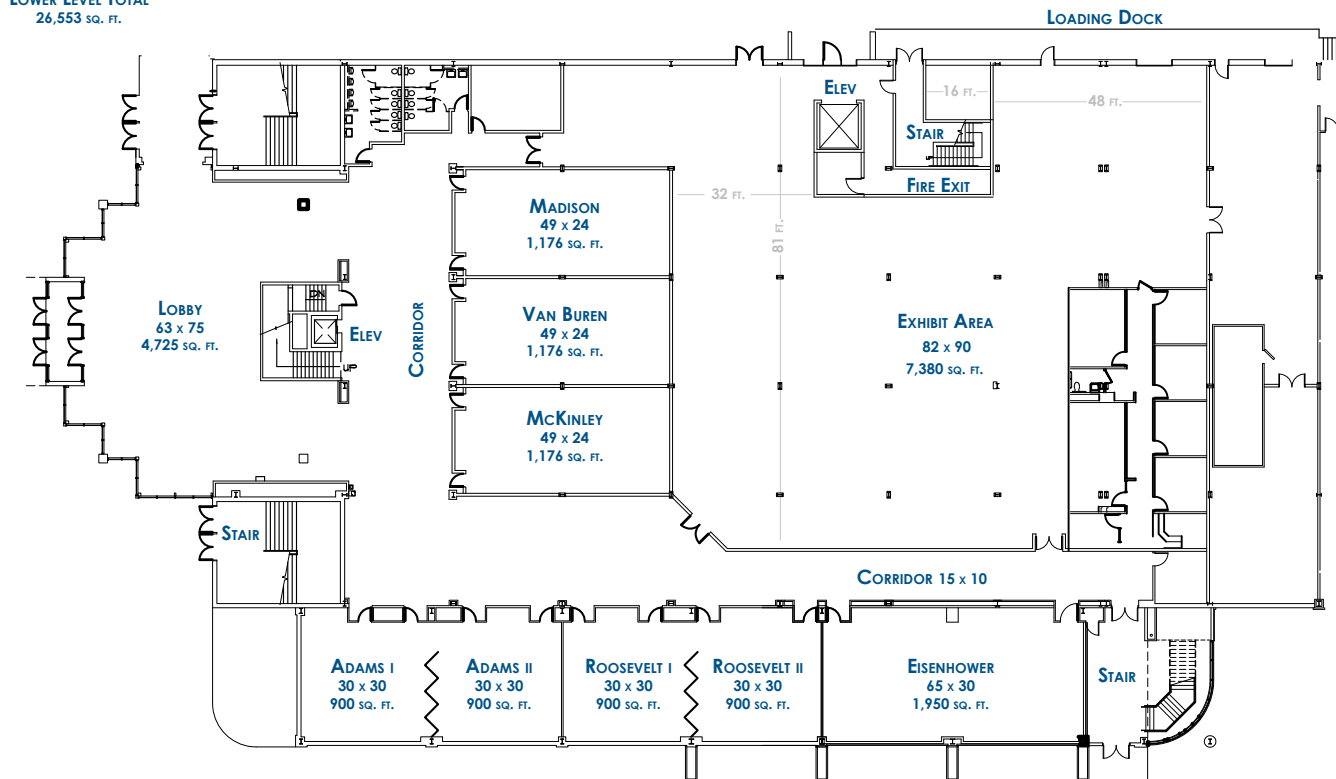 LOWER LEVEL TOTAL
26,553 SQ. FT.
LOADING DOCK
ELEV
16 FT.
48 FT.
STAIR
FIRE EXIT
32 FT.
81 FT.
MADISON
49 X 24
1,176 SQ. FT.
LOBBY
63 X 75
4,725 SQ. FT.
DN
ELEV
UP
CORRIDOR
VAN BUREN
49 X 24
1,176 SQ. FT.
EXHIBIT AREA
82 X 90
7,380 SQ. FT.
MCKINLEY
49 X 24
1,176 SQ. FT.
STAIR
CORRIDOR 15 X 10
ADAMS I
30 X 30
900 SQ. FT.
ADAMS II
30 X 30
900 SQ. FT.
ROOSEVELT I
30 X 30
900 SQ. FT.
ROOSEVELT II
30 X 30
900 SQ. FT.
EISENHOWER
65 X 30
1,950 SQ. FT.
STAIR